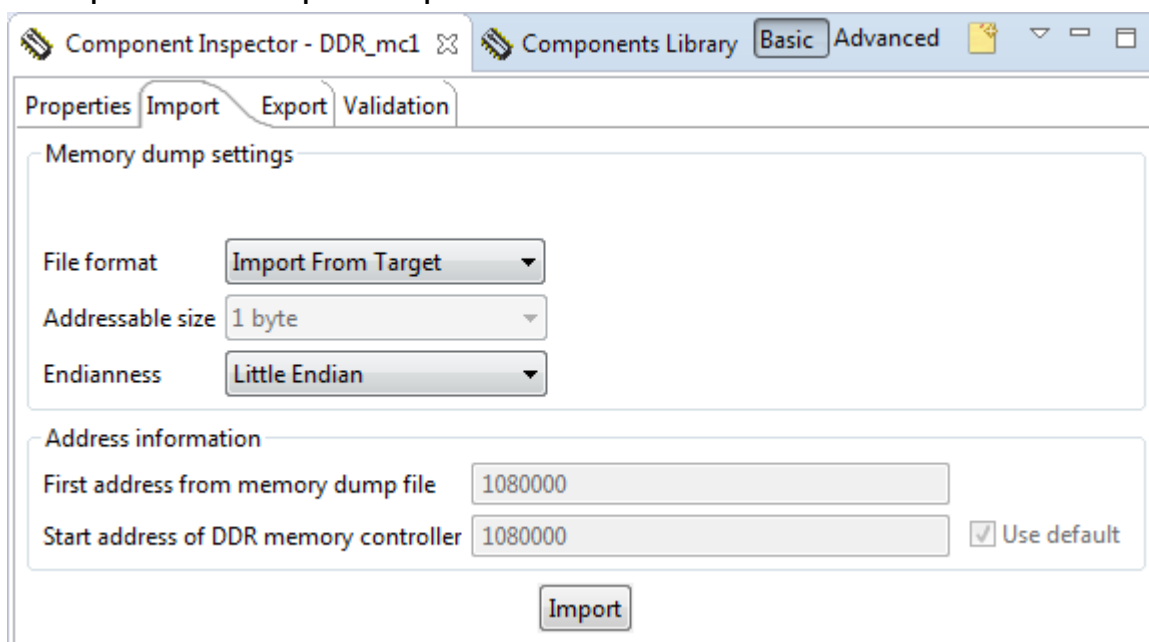 Component Inspector - DDR_mc1 Components Library Basic Advanced
Properties Import Export Validation
Memory dump settings
File format Import From Target
Addressable size 1 byte
Endianness Little Endian
Address information
First address from memory dump file 1080000
Start address of DDR memory controller 1080000 Use default
Import